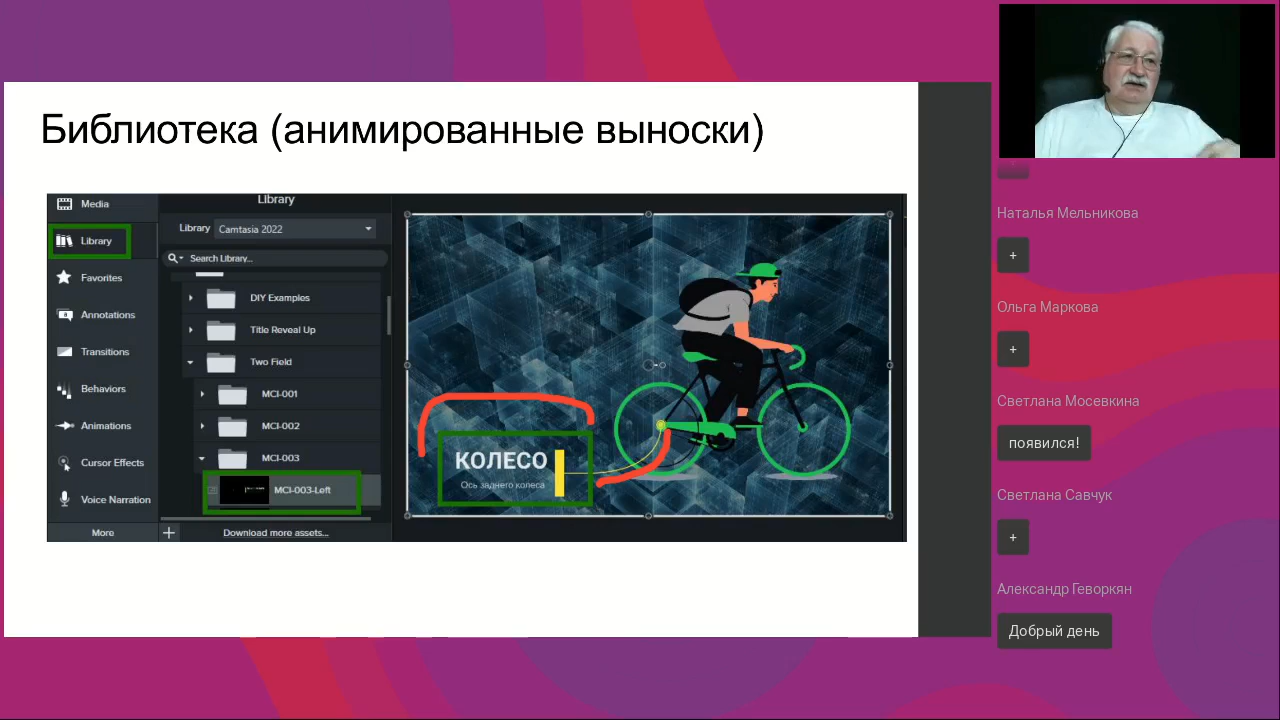 Библиотека (анимированные выноски)
Media
Library
Favorites
Annotations
Transitions
Behaviors
Animations
Cursor Effects
Voice Narration
More
Library
Library Camtasia 2022
Search Library...
DIY Examples
Title Reveal Up
Two Field
MCI-001
MCI-002
MCI-003
MCI-003-Left
Download more assets...
КОЛЕСО
Ось заднего колеса
Наталья Мельникова
+
Ольга Маркова
+
Светлана Мосевкина
появился!
Светлана Савчук
+
Александр Геворкян
Добрый день